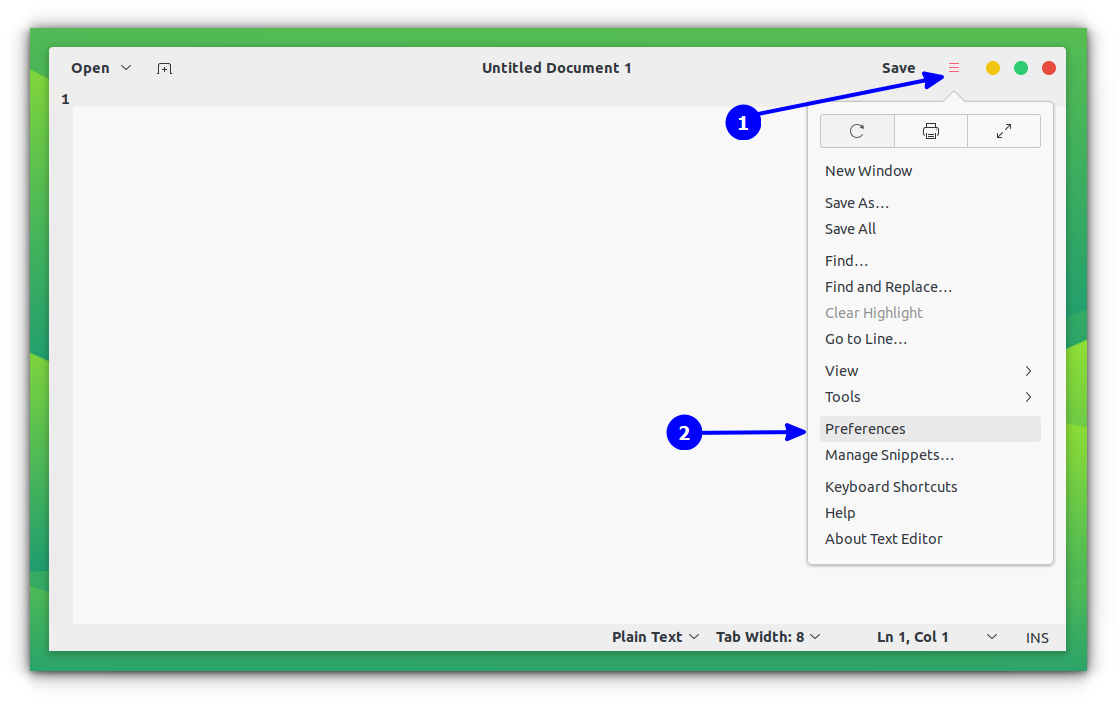 Open
Untitled Document 1
Save
1
1
New Window
Save As…
Save All
Find…
Find and Replace…
Clear Highlight
Go to Line…
View
Tools
2
Preferences
Manage Snippets…
Keyboard Shortcuts
Help
About Text Editor
Plain Text Tab Width: 8 Ln 1, Col 1 INS